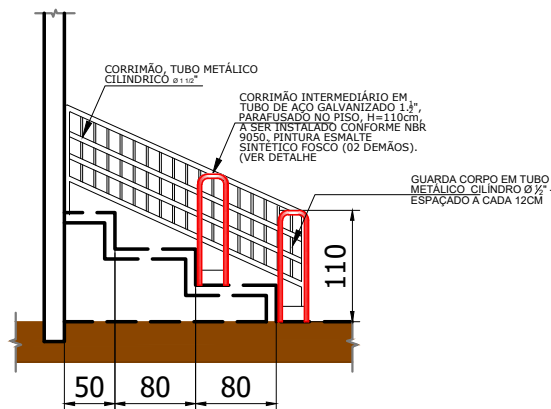 CORRIMÃO, TUBO METÁLICO
CILINDRICO Ø 1 1/2"
CORRIMÃO INTERMEDIÁRIO EM
TUBO DE AÇO GALVANIZADO 1.½",
PARAFUSADO NO PISO, H=110cm,
A SER INSTALADO CONFORME NBR
9050, PINTURA ESMALTE
SINTÉTICO FOSCO (02 DEMÃOS).
(VER DETALHE
GUARDA CORPO EM TUBO
METÁLICO CILÍNDRO Ø ½" -
ESPAÇADO A CADA 12CM
110
50 80 80